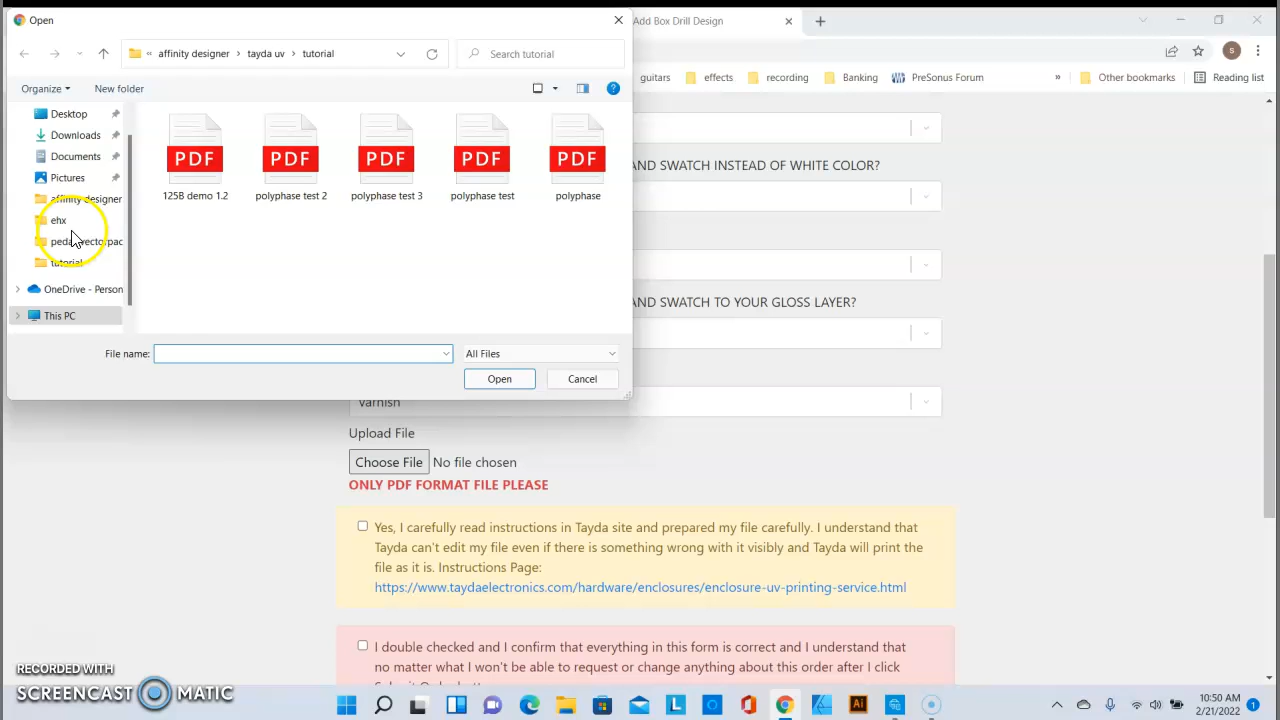 Open
Add Box Drill Design
« affinity designer > tayda uv > tutorial
Search tutorial
guitars
effects
recording
Banking
PreSonus Forum
»
Other bookmarks
Reading list
Organize
New folder
Desktop
Downloads
Documents
Pictures
affinity designer
ehx
tutorial
OneDrive - Person
This PC
PDF
PDF
PDF
PDF
PDF
125B demo 1.2
polyphase test 2
polyphase test 3
polyphase test
polyphase
AND SWATCH INSTEAD OF WHITE COLOR?
AND SWATCH TO YOUR GLOSS LAYER?
File name:
All Files
Open
Cancel
Varnish
Upload File
Choose File No file chosen
ONLY PDF FORMAT FILE PLEASE
Yes, I carefully read instructions in Tayda site and prepared my file carefully. I understand that
Tayda can't edit my file even if there is something wrong with it visibly and Tayda will print the
file as it is. Instructions Page:
https://www.taydaelectronics.com/hardware/enclosures/enclosure-uv-printing-service.html
I double checked and I confirm that everything in this form is correct and I understand that
no matter what I won't be able to request or change anything about this order after I click
RECORDED WITH
SCREENCAST MATIC
10:50 AM
2/21/2022